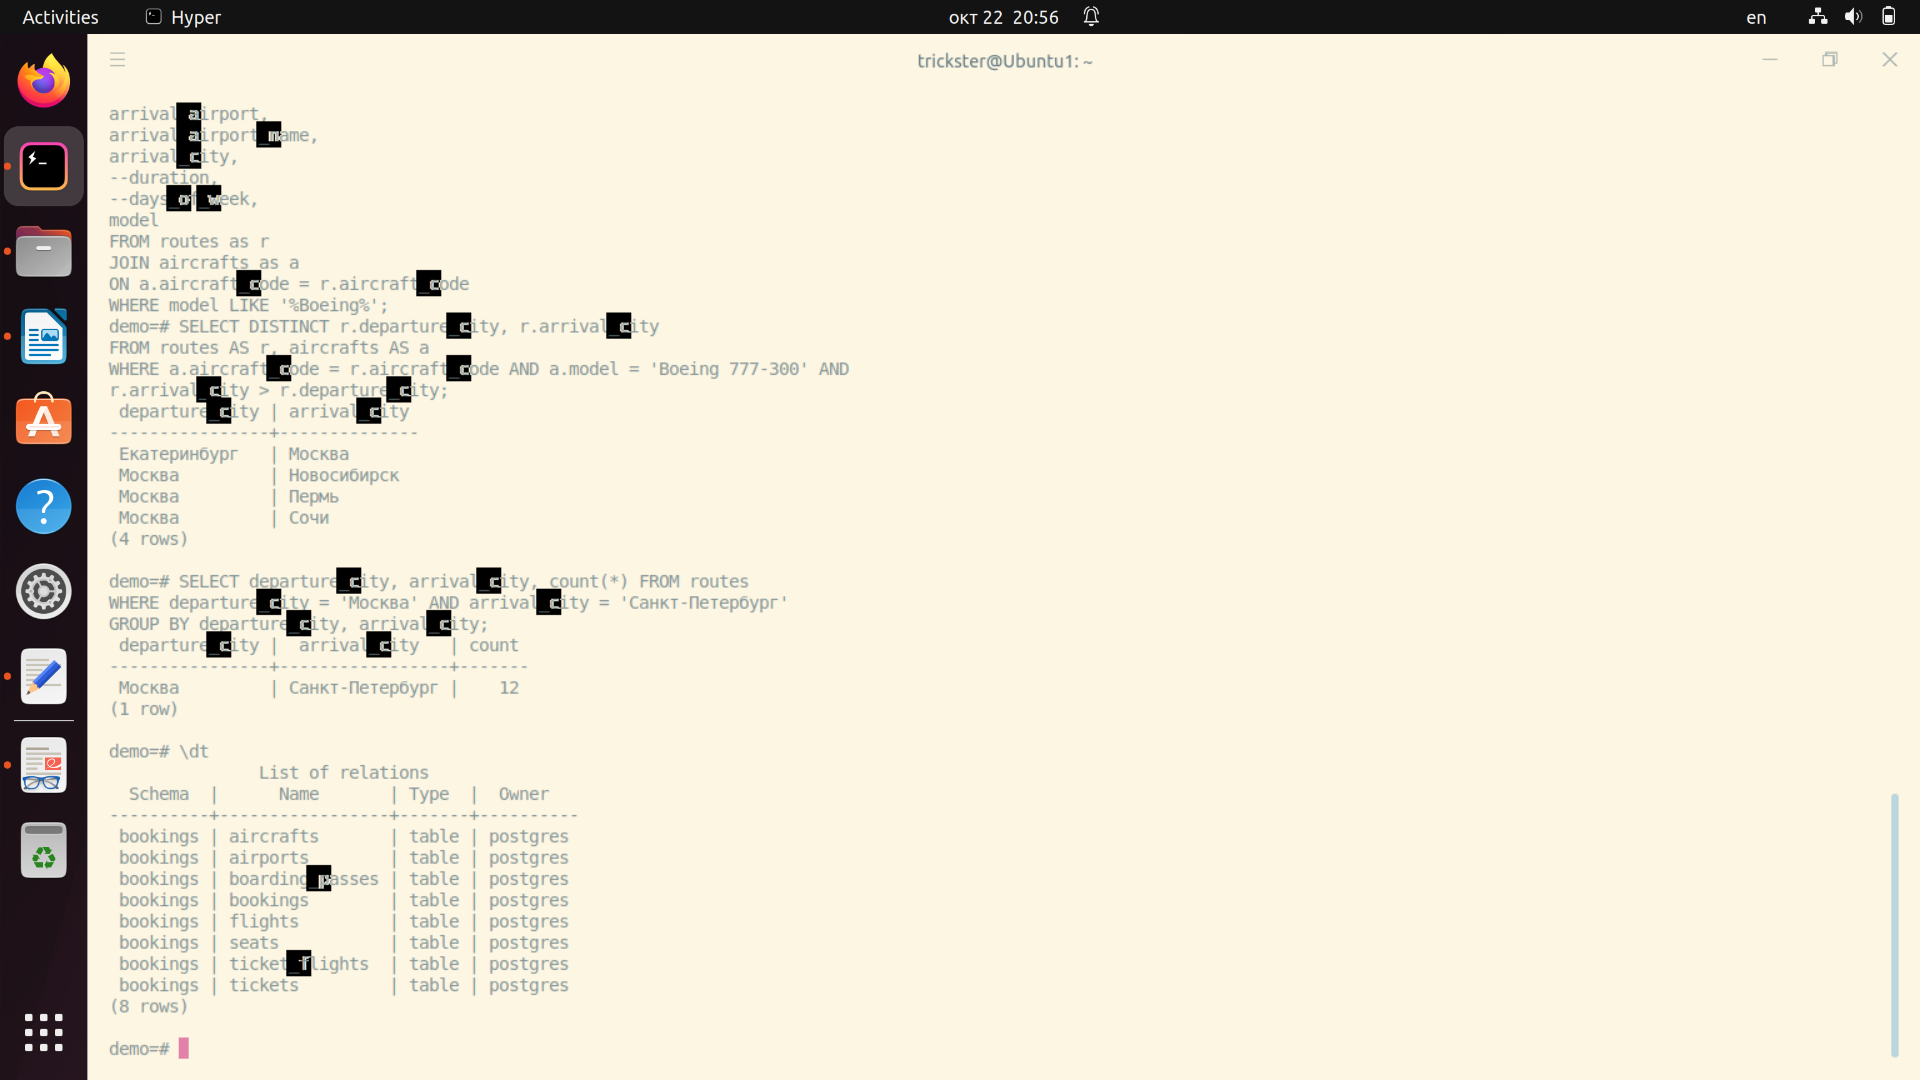 Activities
Hyper
окт 22 20:56
en
trickster@Ubuntu1: ~
arrival_airport,
arrival_airport_name,
arrival_city,
--duration,
--days_of_week,
model
FROM routes as r
JOIN aircrafts as a
ON a.aircraft_code = r.aircraft_code
WHERE model LIKE '%Boeing%';
demo=# SELECT DISTINCT r.departure_city, r.arrival_city
FROM routes AS r, aircrafts AS a
WHERE a.aircraft_code = r.aircraft_code AND a.model = 'Boeing 777-300' AND
r.arrival_city > r.departure_city;
departure_city | arrival_city
----------------+--------------
Екатеринбург | Москва
Москва | Новосибирск
Москва | Пермь
Москва | Сочи
(4 rows)
demo=# SELECT departure_city, arrival_city, count(*) FROM routes
WHERE departure_city = 'Москва' AND arrival_city = 'Санкт-Петербург'
GROUP BY departure_city, arrival_city;
departure_city | arrival_city | count
----------------+-----------------+-------
Москва | Санкт-Петербург | 12
(1 row)
demo=# \dt
List of relations
Schema | Name | Type | Owner
----------+-----------------+-------+----------
bookings | aircrafts | table | postgres
bookings | airports | table | postgres
bookings | boarding_passes | table | postgres
bookings | bookings | table | postgres
bookings | flights | table | postgres
bookings | seats | table | postgres
bookings | ticket_flights | table | postgres
bookings | tickets | table | postgres
(8 rows)
demo=#